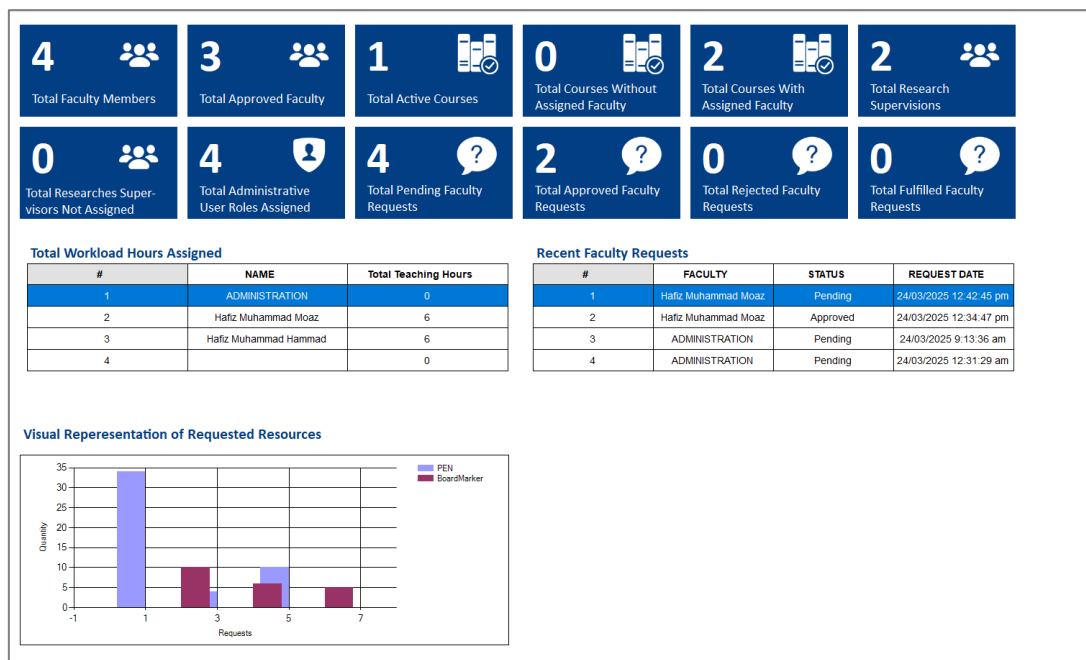 4
Total Faculty Members
3
Total Approved Faculty
1
Total Active Courses
0
Total Courses Without
Assigned Faculty
2
Total Courses With
Assigned Faculty
2
Total Research
Supervisions
0
Total Researches Super-
visors Not Assigned
4
Total Administrative
User Roles Assigned
4
?
Total Pending Faculty
Requests
2
?
Total Approved Faculty
Requests
0
?
Total Rejected Faculty
Requests
0
?
Total Fulfilled Faculty
Requests
Total Workload Hours Assigned
# NAME Total Teaching Hours
1 ADMINISTRATION 0
2 Hafiz Muhammad Moaz 6
3 Hafiz Muhammad Hammad 6
4 0
Recent Faculty Requests
# FACULTY STATUS REQUEST DATE
1 Hafiz Muhammad Moaz Pending 24/03/2025 12:42:45 pm
2 Hafiz Muhammad Moaz Approved 24/03/2025 12:34:47 pm
3 ADMINISTRATION Pending 24/03/2025 9:13:36 am
4 ADMINISTRATION Pending 24/03/2025 12:31:29 am
Visual Reperesentation of Requested Resources
35
30
25
20
15
10
5
0
Quantity
-1 1 3 5 7
Requests
PEN
BoardMarker